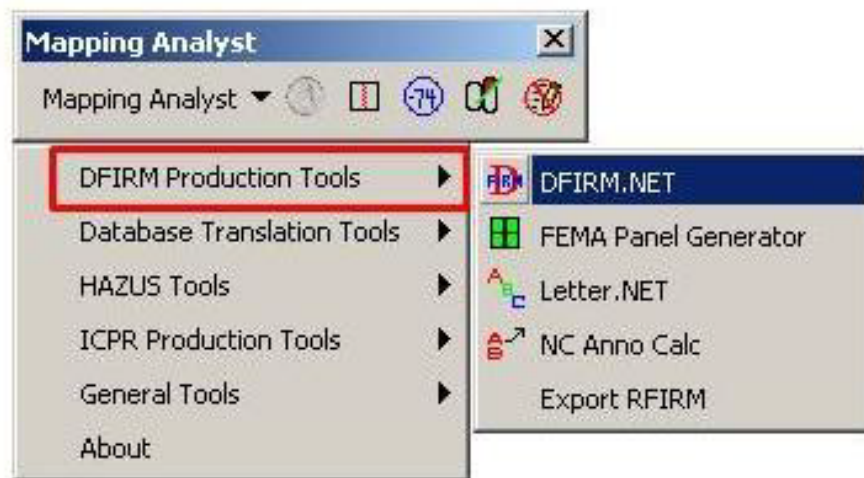 Mapping Analyst
Mapping Analyst
-74
DFIRM Production Tools
Database Translation Tools
HAZUS Tools
ICPR Production Tools
General Tools
About
DFIRM.NET
FEMA Panel Generator
A B C Letter.NET
A B NC Anno Calc
Export RFIRM